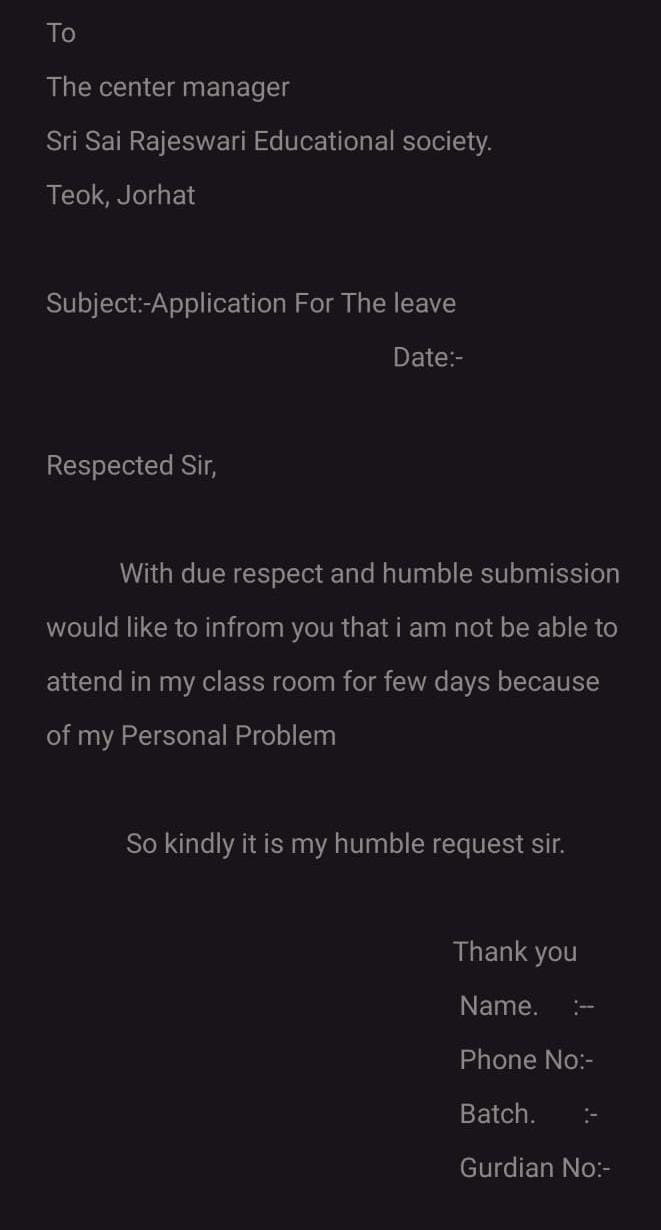 To
The center manager
Sri Sai Rajeswari Educational society.
Teok, Jorhat
Subject:-Application For The leave
Date:-
Respected Sir,
With due respect and humble submission
would like to infrom you that i am not be able to
attend in my class room for few days because
of my Personal Problem
So kindly it is my humble request sir.
Thank you
Name. :--
Phone No:-
Batch. :-
Gurdian No:-